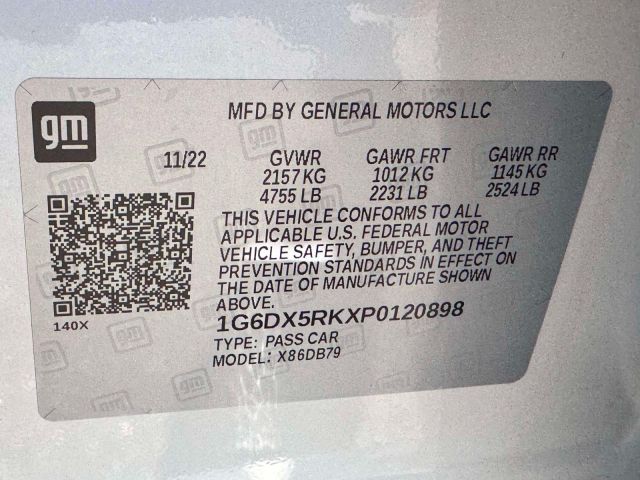 gm
MFD BY GENERAL MOTORS LLC
11/22 GVWR GAWR FRT GAWR RR
2157 KG 1012 KG 1145 KG
4755 LB 2231 LB 2524 LB
THIS VEHICLE CONFORMS TO ALL
APPLICABLE U.S. FEDERAL MOTOR
VEHICLE SAFETY, BUMPER, AND THEFT
PREVENTION STANDARDS IN EFFECT ON
THE DATE OF MANUFACTURE SHOWN
ABOVE.
140X
1G6DX5RKXP0120898
TYPE: PASS CAR
MODEL: X86DB79